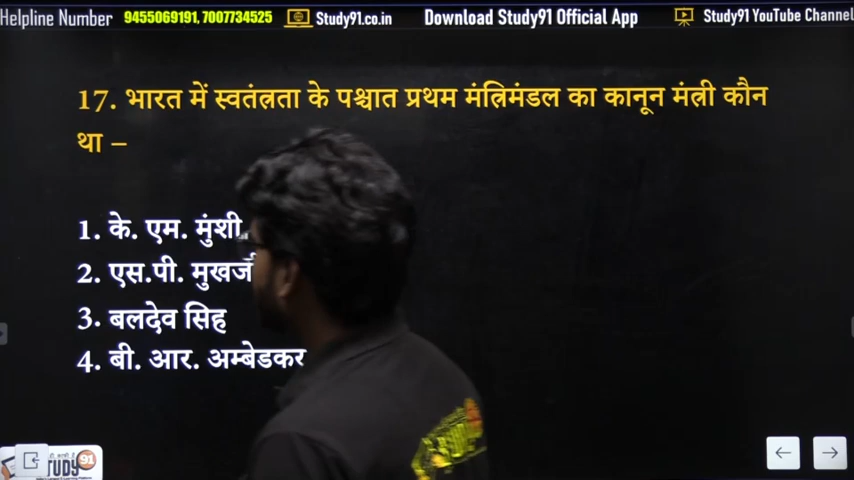 Helpline Number 9455069191, 7007734525 Study91.co.in Download Study91 Official App Study91 YouTube Channel
17. भारत में स्वतंत्रता के पश्चात प्रथम मंत्रिमंडल का कानून मंत्री कौन
था –
1. के. एम. मुंशी
2. एस.पी. मुखर्जी
3. बलदेव सिंह
4. बी. आर. अम्बेडकर
STUDY91